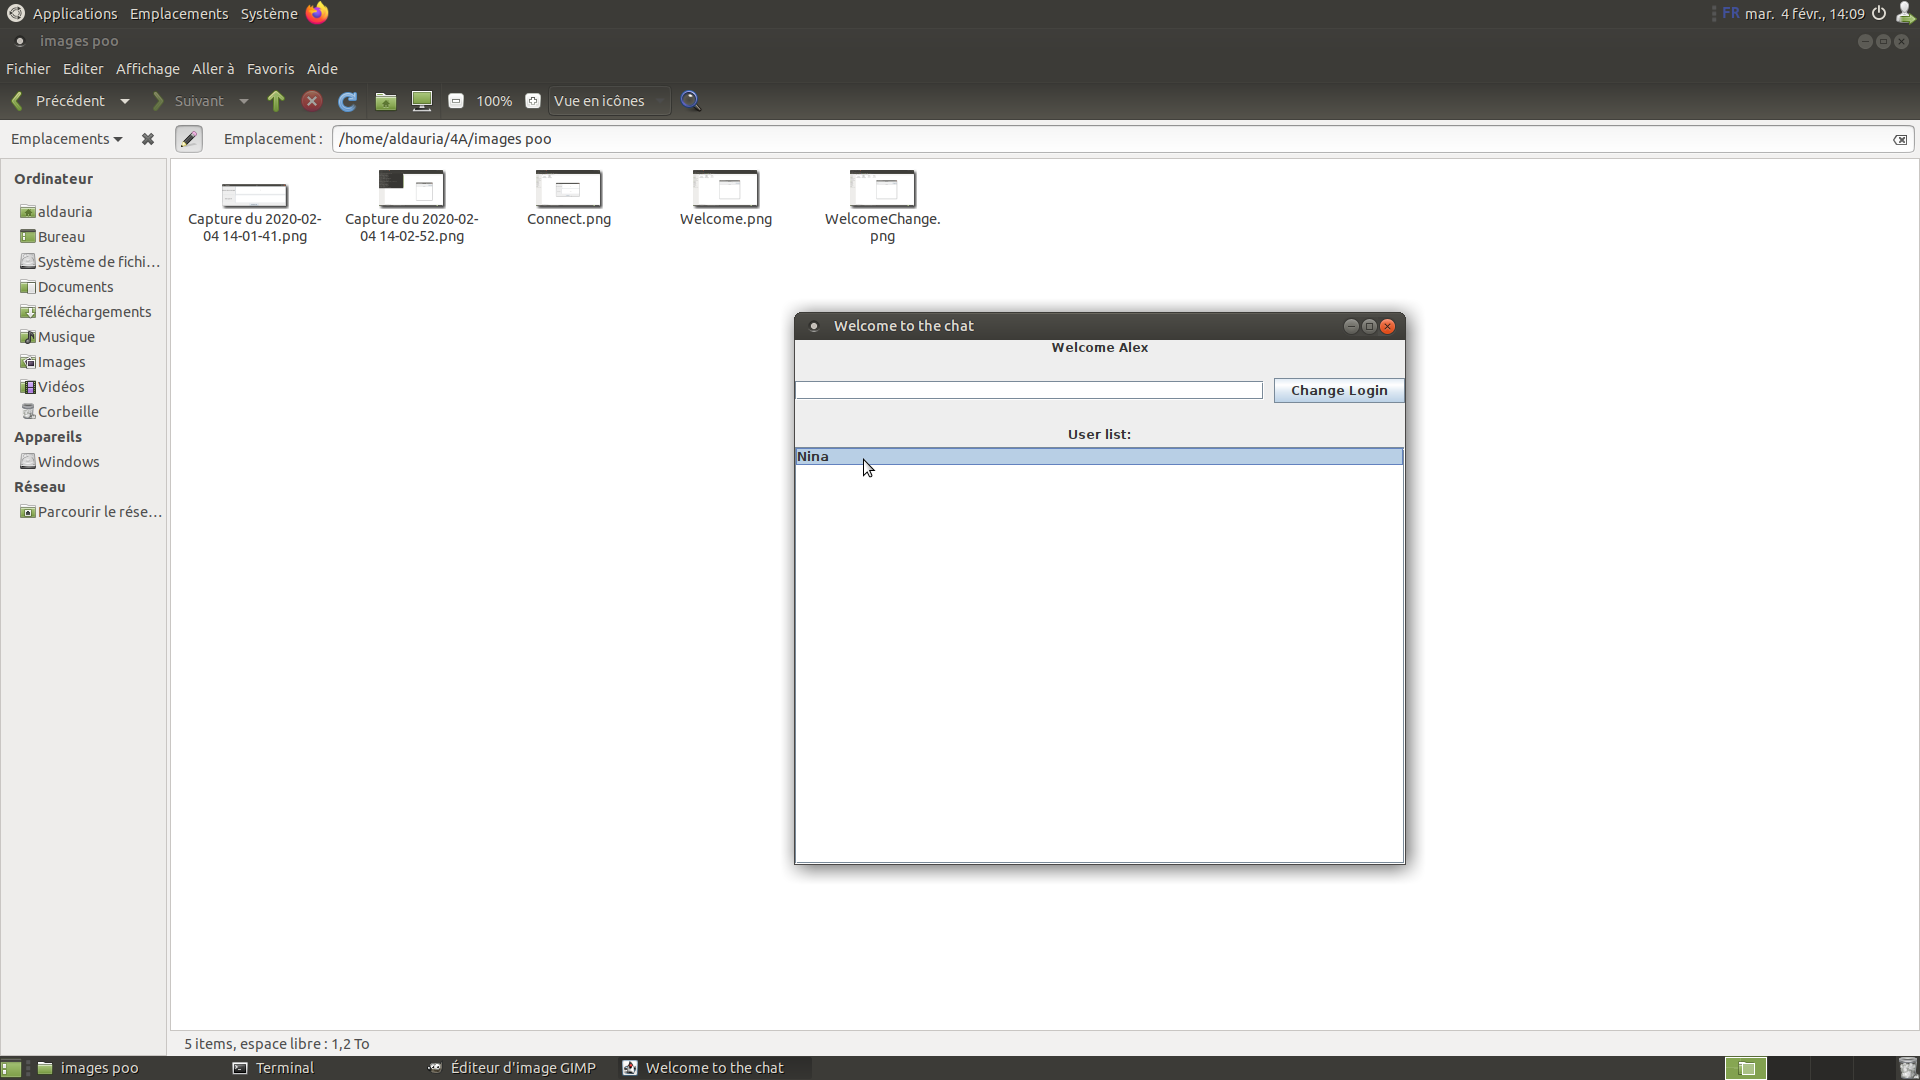 Applications Emplacements Système FR mar. 4 févr., 14:09
images poo
Fichier Editer Affichage Aller à Favoris Aide
Précédent Suivant 100% Vue en icônes
Emplacements Emplacement : /home/aldauria/4A/images poo
Ordinateur
aldauria
Bureau
Système de fichi…
Documents
Téléchargements
Musique
Images
Vidéos
Corbeille
Appareils
Windows
Réseau
Parcourir le rése…
Capture du 2020-02-
04 14-01-41.png
Capture du 2020-02-
04 14-02-52.png
Connect.png
Welcome.png
WelcomeChange.
png
Welcome to the chat
Welcome Alex
Change Login
User list:
Nina
5 items, espace libre : 1,2 To
images poo Terminal Éditeur d'image GIMP Welcome to the chat